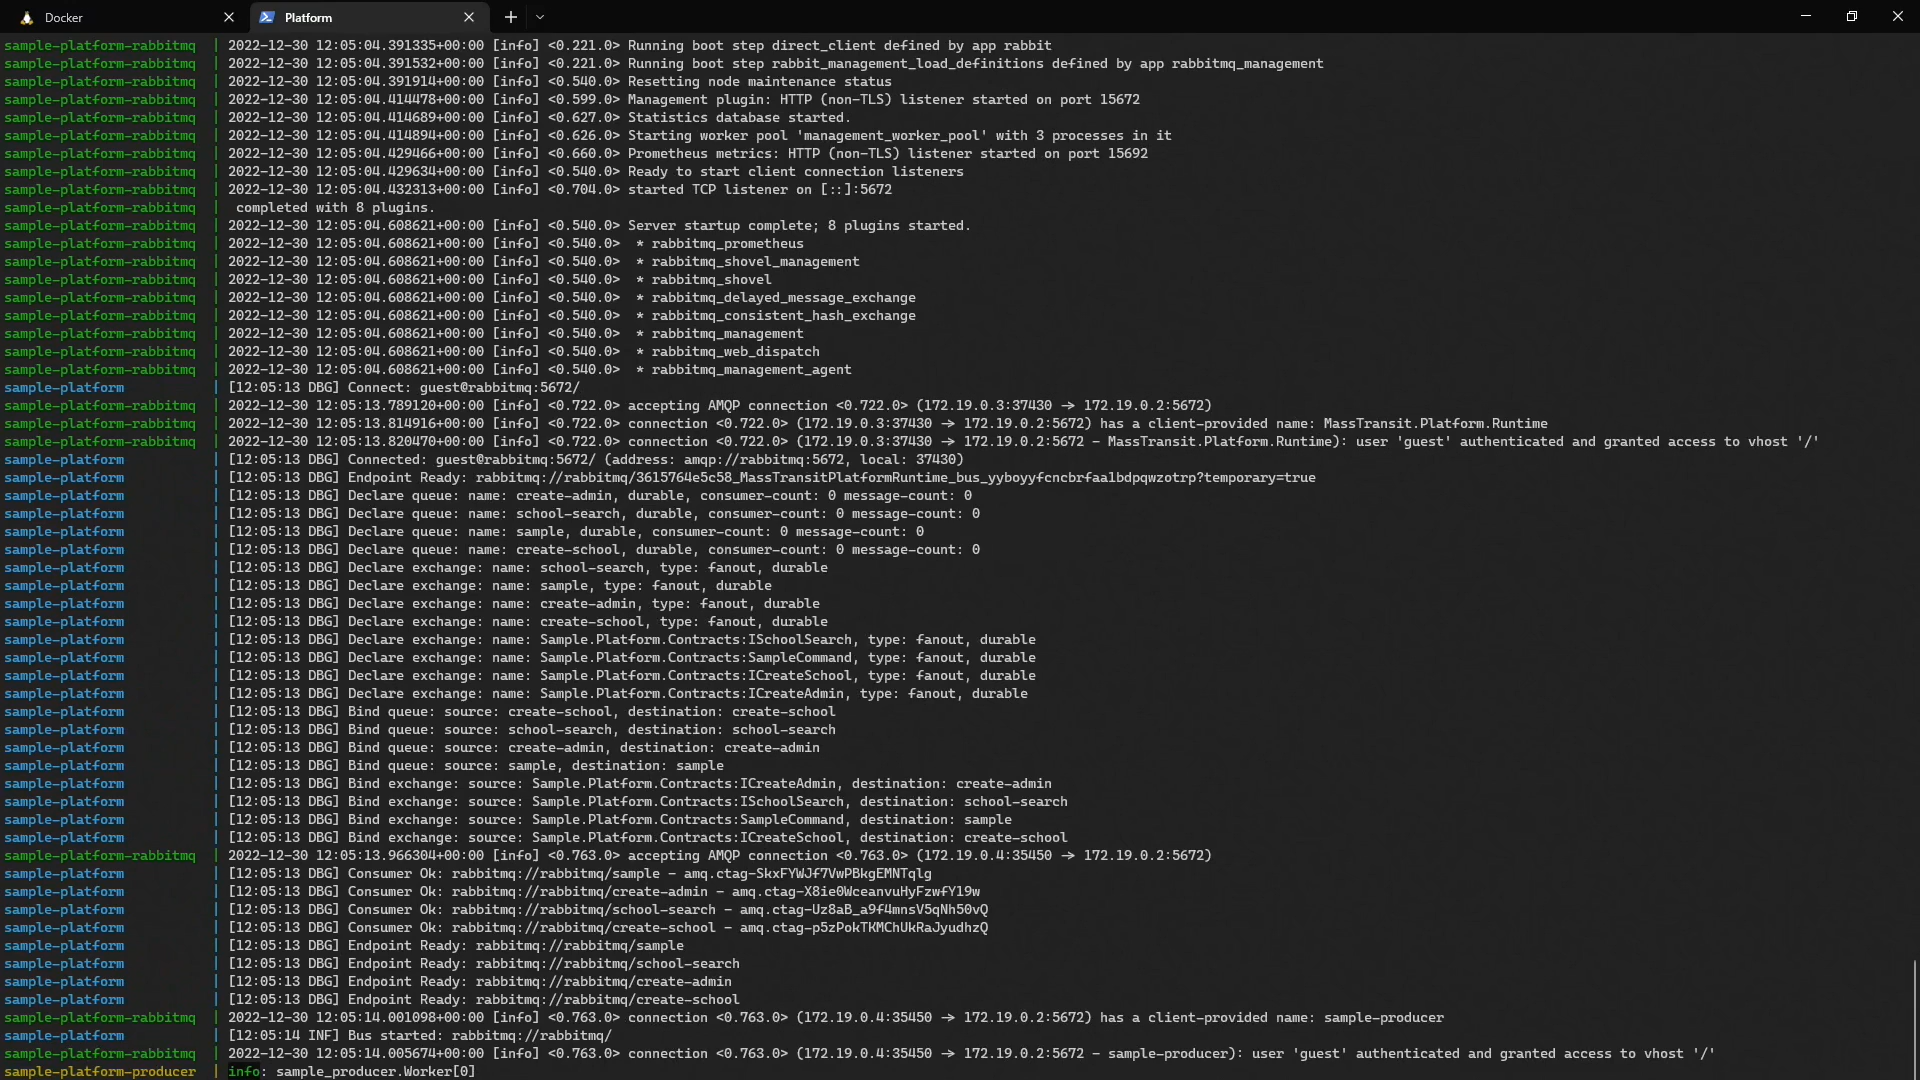 Docker
Platform
sample-platform-rabbitmq | 2022-12-30 12:05:04.391335+00:00 [info] <0.221.0> Running boot step direct_client defined by app rabbit
sample-platform-rabbitmq | 2022-12-30 12:05:04.391532+00:00 [info] <0.221.0> Running boot step rabbit_management_load_definitions defined by app rabbitmq_management
sample-platform-rabbitmq | 2022-12-30 12:05:04.391914+00:00 [info] <0.540.0> Resetting node maintenance status
sample-platform-rabbitmq | 2022-12-30 12:05:04.414478+00:00 [info] <0.599.0> Management plugin: HTTP (non-TLS) listener started on port 15672
sample-platform-rabbitmq | 2022-12-30 12:05:04.414689+00:00 [info] <0.627.0> Statistics database started.
sample-platform-rabbitmq | 2022-12-30 12:05:04.414894+00:00 [info] <0.626.0> Starting worker pool 'management_worker_pool' with 3 processes in it
sample-platform-rabbitmq | 2022-12-30 12:05:04.429466+00:00 [info] <0.660.0> Prometheus metrics: HTTP (non-TLS) listener started on port 15692
sample-platform-rabbitmq | 2022-12-30 12:05:04.429634+00:00 [info] <0.540.0> Ready to start client connection listeners
sample-platform-rabbitmq | 2022-12-30 12:05:04.432313+00:00 [info] <0.704.0> started TCP listener on [::]:5672
sample-platform-rabbitmq | completed with 8 plugins.
sample-platform-rabbitmq | 2022-12-30 12:05:04.608621+00:00 [info] <0.540.0> Server startup complete; 8 plugins started.
sample-platform-rabbitmq | 2022-12-30 12:05:04.608621+00:00 [info] <0.540.0> * rabbitmq_prometheus
sample-platform-rabbitmq | 2022-12-30 12:05:04.608621+00:00 [info] <0.540.0> * rabbitmq_shovel_management
sample-platform-rabbitmq | 2022-12-30 12:05:04.608621+00:00 [info] <0.540.0> * rabbitmq_shovel
sample-platform-rabbitmq | 2022-12-30 12:05:04.608621+00:00 [info] <0.540.0> * rabbitmq_delayed_message_exchange
sample-platform-rabbitmq | 2022-12-30 12:05:04.608621+00:00 [info] <0.540.0> * rabbitmq_consistent_hash_exchange
sample-platform-rabbitmq | 2022-12-30 12:05:04.608621+00:00 [info] <0.540.0> * rabbitmq_management
sample-platform-rabbitmq | 2022-12-30 12:05:04.608621+00:00 [info] <0.540.0> * rabbitmq_web_dispatch
sample-platform-rabbitmq | 2022-12-30 12:05:04.608621+00:00 [info] <0.540.0> * rabbitmq_management_agent
sample-platform | [12:05:13 DBG] Connect: guest@rabbitmq:5672/
sample-platform-rabbitmq | 2022-12-30 12:05:13.789120+00:00 [info] <0.722.0> accepting AMQP connection <0.722.0> (172.19.0.3:37430 -> 172.19.0.2:5672)
sample-platform-rabbitmq | 2022-12-30 12:05:13.814916+00:00 [info] <0.722.0> connection <0.722.0> (172.19.0.3:37430 -> 172.19.0.2:5672) has a client-provided name: MassTransit.Platform.Runtime
sample-platform-rabbitmq | 2022-12-30 12:05:13.820470+00:00 [info] <0.722.0> connection <0.722.0> (172.19.0.3:37430 -> 172.19.0.2:5672 - MassTransit.Platform.Runtime): user 'guest' authenticated and granted access to vhost '/'
sample-platform | [12:05:13 DBG] Connected: guest@rabbitmq:5672/ (address: amqp://rabbitmq:5672, local: 37430)
sample-platform | [12:05:13 DBG] Endpoint Ready: rabbitmq://rabbitmq/3615764e5c58_MassTransitPlatformRuntime_bus_yyboyyfcncbrfaa1bdpqwzotrp?temporary=true
sample-platform | [12:05:13 DBG] Declare queue: name: create-admin, durable, consumer-count: 0 message-count: 0
sample-platform | [12:05:13 DBG] Declare queue: name: school-search, durable, consumer-count: 0 message-count: 0
sample-platform | [12:05:13 DBG] Declare queue: name: sample, durable, consumer-count: 0 message-count: 0
sample-platform | [12:05:13 DBG] Declare queue: name: create-school, durable, consumer-count: 0 message-count: 0
sample-platform | [12:05:13 DBG] Declare exchange: name: school-search, type: fanout, durable
sample-platform | [12:05:13 DBG] Declare exchange: name: sample, type: fanout, durable
sample-platform | [12:05:13 DBG] Declare exchange: name: create-admin, type: fanout, durable
sample-platform | [12:05:13 DBG] Declare exchange: name: create-school, type: fanout, durable
sample-platform | [12:05:13 DBG] Declare exchange: name: Sample.Platform.Contracts:ISchoolSearch, type: fanout, durable
sample-platform | [12:05:13 DBG] Declare exchange: name: Sample.Platform.Contracts:SampleCommand, type: fanout, durable
sample-platform | [12:05:13 DBG] Declare exchange: name: Sample.Platform.Contracts:ICreateSchool, type: fanout, durable
sample-platform | [12:05:13 DBG] Declare exchange: name: Sample.Platform.Contracts:ICreateAdmin, type: fanout, durable
sample-platform | [12:05:13 DBG] Bind queue: source: create-school, destination: create-school
sample-platform | [12:05:13 DBG] Bind queue: source: school-search, destination: school-search
sample-platform | [12:05:13 DBG] Bind queue: source: create-admin, destination: create-admin
sample-platform | [12:05:13 DBG] Bind queue: source: sample, destination: sample
sample-platform | [12:05:13 DBG] Bind exchange: source: Sample.Platform.Contracts:ICreateAdmin, destination: create-admin
sample-platform | [12:05:13 DBG] Bind exchange: source: Sample.Platform.Contracts:ISchoolSearch, destination: school-search
sample-platform | [12:05:13 DBG] Bind exchange: source: Sample.Platform.Contracts:SampleCommand, destination: sample
sample-platform | [12:05:13 DBG] Bind exchange: source: Sample.Platform.Contracts:ICreateSchool, destination: create-school
sample-platform-rabbitmq | 2022-12-30 12:05:13.966304+00:00 [info] <0.763.0> accepting AMQP connection <0.763.0> (172.19.0.4:35450 -> 172.19.0.2:5672)
sample-platform | [12:05:13 DBG] Consumer Ok: rabbitmq://rabbitmq/sample - amq.ctag-SkxFYWJf7VwPBkgEMNTqlg
sample-platform | [12:05:13 DBG] Consumer Ok: rabbitmq://rabbitmq/create-admin - amq.ctag-X8ie0WceanvuHyFzwfY19w
sample-platform | [12:05:13 DBG] Consumer Ok: rabbitmq://rabbitmq/school-search - amq.ctag-Uz8aB_a9f4mnsV5qNh50vQ
sample-platform | [12:05:13 DBG] Consumer Ok: rabbitmq://rabbitmq/create-school - amq.ctag-p5zPokTKMChUkRaJyudhzQ
sample-platform | [12:05:13 DBG] Endpoint Ready: rabbitmq://rabbitmq/sample
sample-platform | [12:05:13 DBG] Endpoint Ready: rabbitmq://rabbitmq/school-search
sample-platform | [12:05:13 DBG] Endpoint Ready: rabbitmq://rabbitmq/create-admin
sample-platform | [12:05:13 DBG] Endpoint Ready: rabbitmq://rabbitmq/create-school
sample-platform-rabbitmq | 2022-12-30 12:05:14.001098+00:00 [info] <0.763.0> connection <0.763.0> (172.19.0.4:35450 -> 172.19.0.2:5672) has a client-provided name: sample-producer
sample-platform | [12:05:14 INF] Bus started: rabbitmq://rabbitmq/
sample-platform-rabbitmq | 2022-12-30 12:05:14.005674+00:00 [info] <0.763.0> connection <0.763.0> (172.19.0.4:35450 -> 172.19.0.2:5672 - sample-producer): user 'guest' authenticated and granted access to vhost '/'
sample-platform-producer | info: sample_producer.Worker[0]